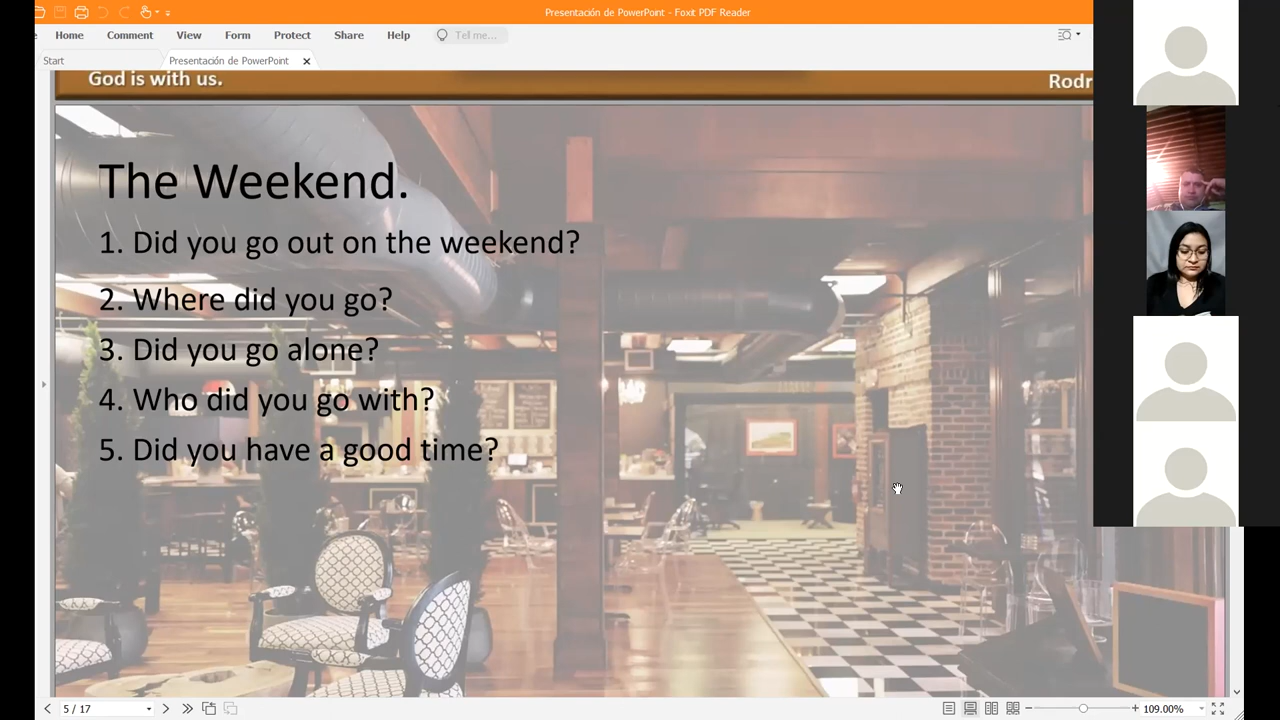 Presentación de PowerPoint - Foxit PDF Reader
Home Comment View Form Protect Share Help Tell me...
Start Presentación de PowerPoint
God is with us. Rodr
The Weekend.
1. Did you go out on the weekend?
2. Where did you go?
3. Did you go alone?
4. Who did you go with?
5. Did you have a good time?
5 / 17 109.00%